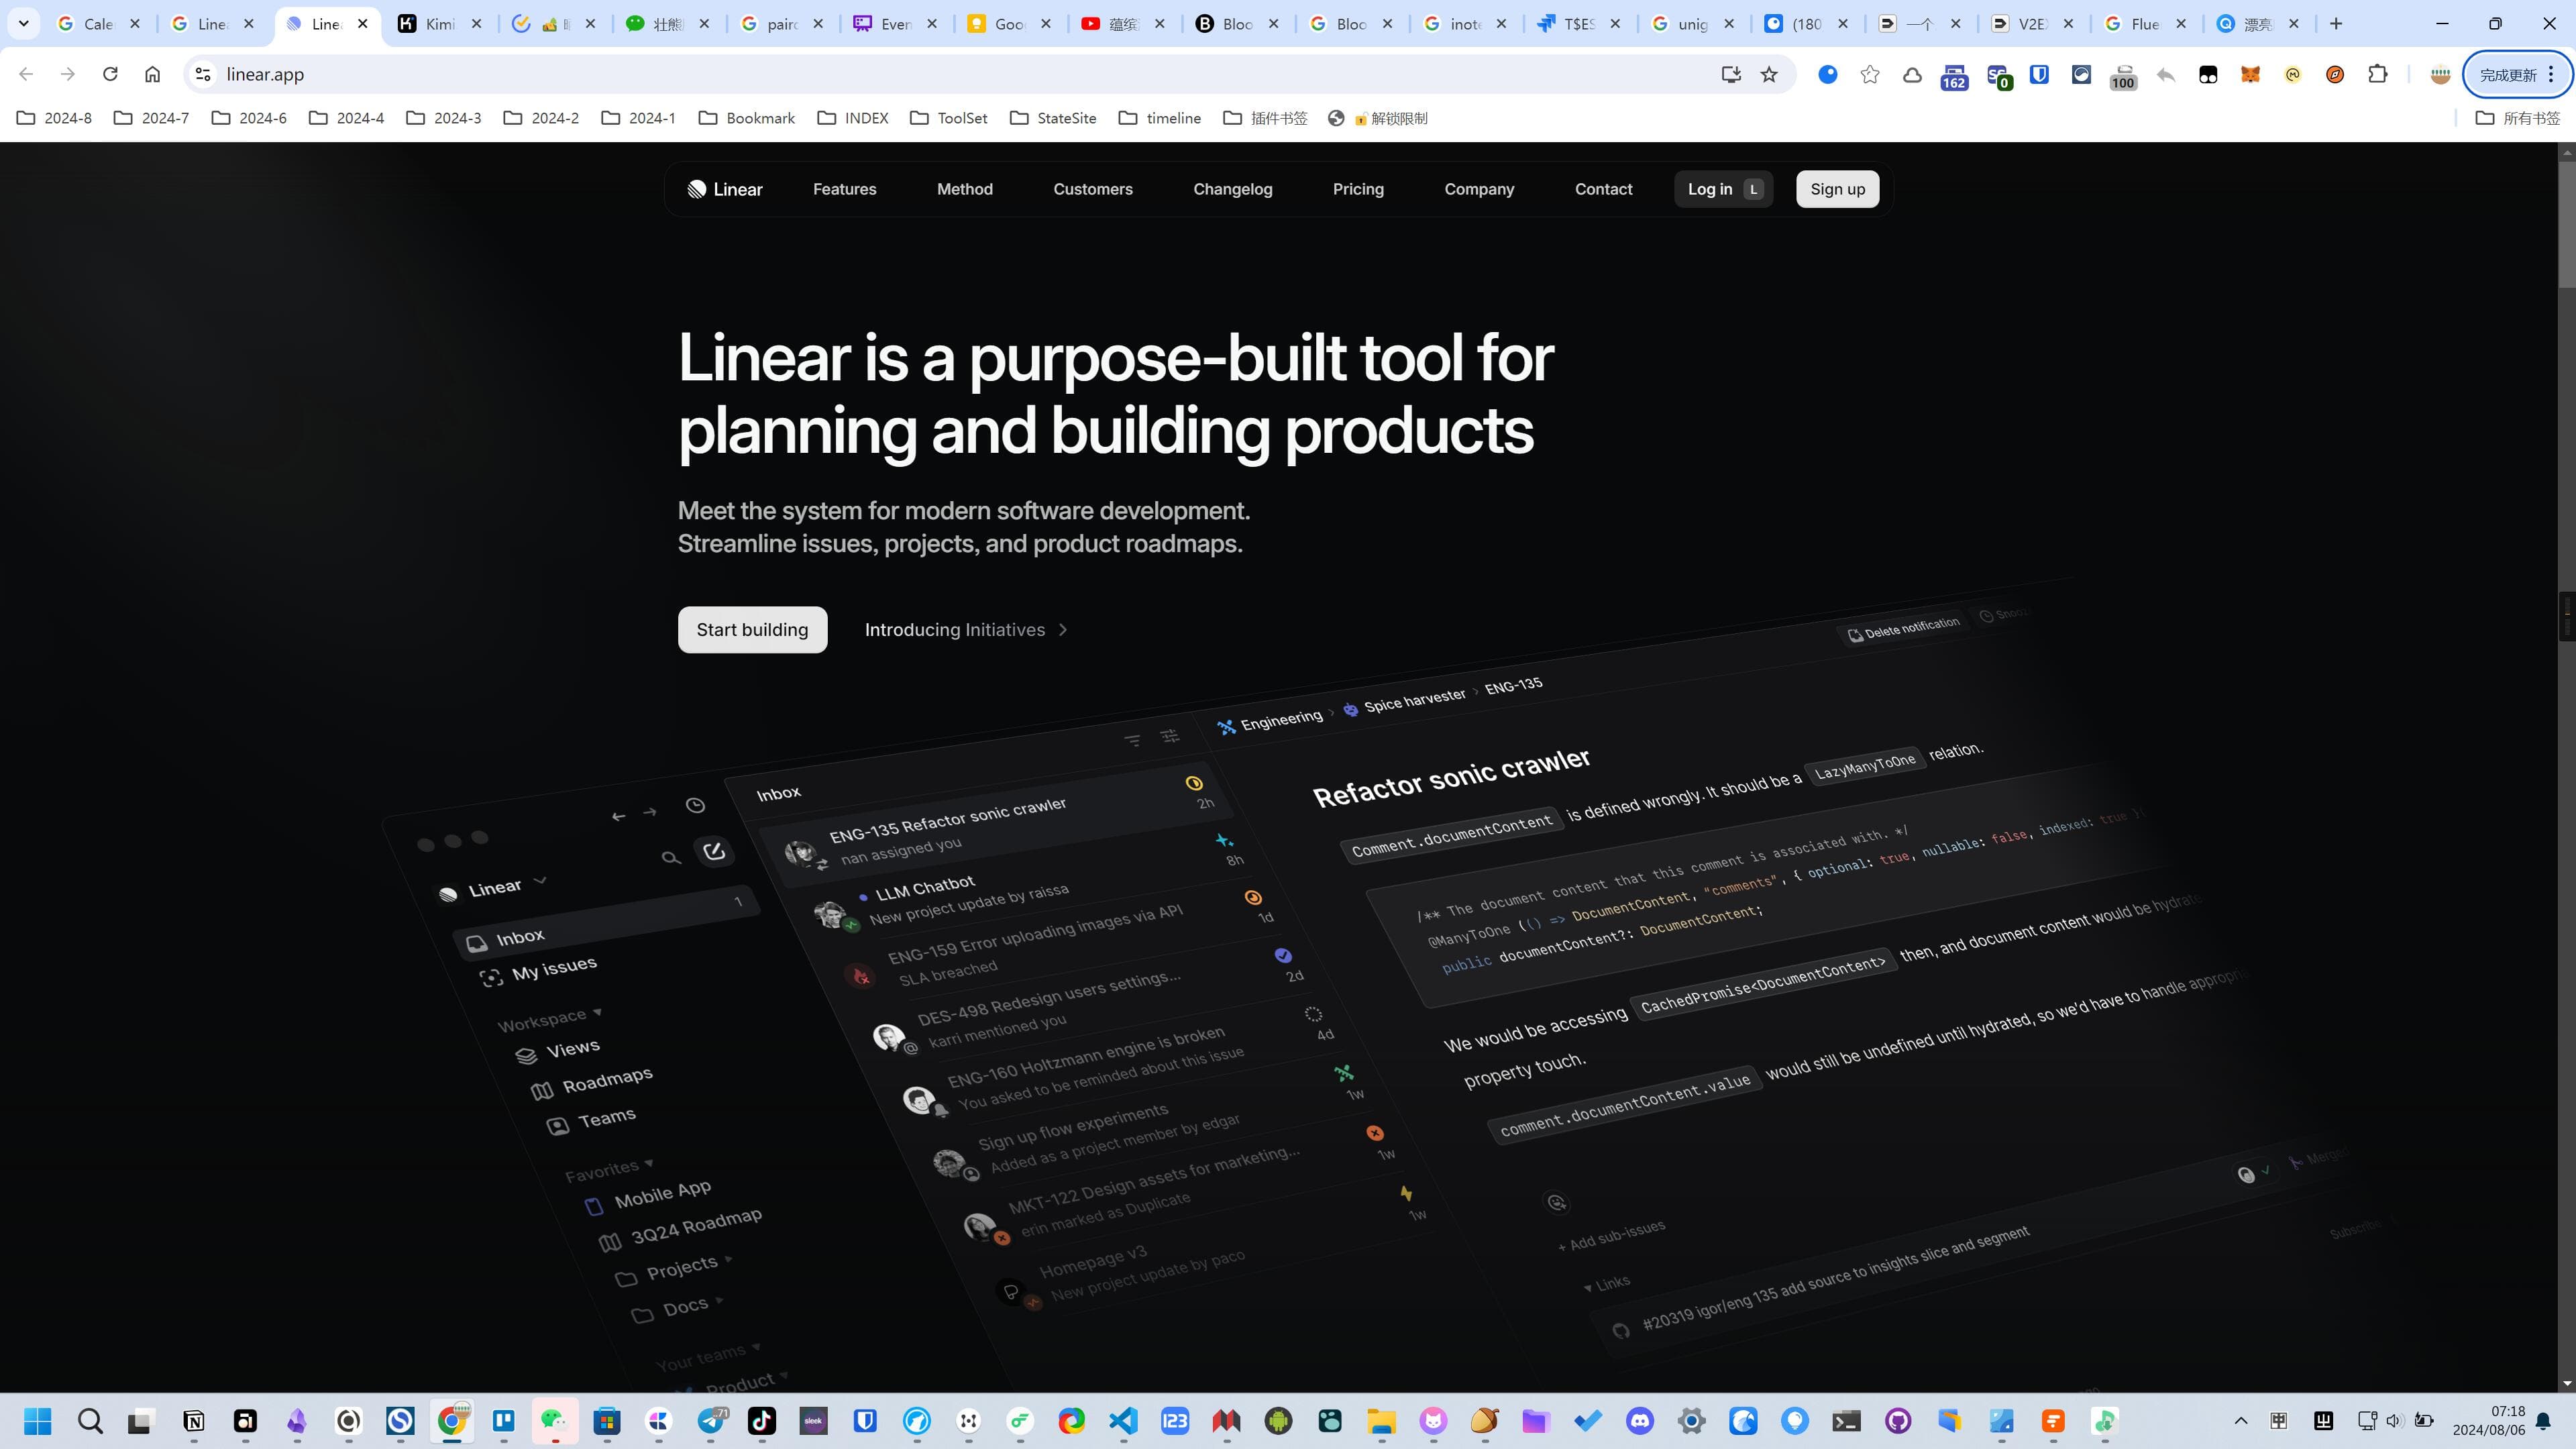 Cale
Line
Line
Kimi
壮熊
pairc
Even
Goo
Bloo
Bloo
inote
T$ES
unig
(180
一个
V2E
Flue
漂亮
linear.app
162
0
100
完成更新
2024-8
2024-7
2024-6
2024-4
2024-3
2024-2
2024-1
Bookmark
INDEX
ToolSet
StateSite
timeline
插件书签
解锁限制
所有书签
Linear
Features
Method
Customers
Changelog
Pricing
Company
Contact
Log in L
Sign up
Linear is a purpose-built tool for
planning and building products
Meet the system for modern software development.
Streamline issues, projects, and product roadmaps.
Start building
Introducing Initiatives
Delete notification
Linear
Inbox 1
My issues
Workspace
Views
Roadmaps
Teams
Favorites
Mobile App
3Q24 Roadmap
Projects
Docs
Your teams
Product
Inbox
ENG-135 Refactor sonic crawler
nan assigned you
2h
LLM Chatbot
New project update by raissa
8h
ENG-159 Error uploading images via API
SLA breached
1d
DES-498 Redesign users settings...
karri mentioned you
2d
ENG-160 Holtzmann engine is broken
You asked to be reminded about this issue
4d
Sign up flow experiments
Added as a project member by edgar
1w
MKT-122 Design assets for marketing...
erin marked as Duplicate
1w
Homepage v3
New project update by paco
1w
Engineering › Spice harvester › ENG-135
Refactor sonic crawler
Comment.documentContent is defined wrongly. It should be a LazyManyToOne relation.
/** The document content that this comment is associated with. */
@ManyToOne (() => DocumentContent, "comments", { optional: true, nullable: false, indexed: true })
public documentContent?: DocumentContent;
We would be accessing CachedPromise<DocumentContent> then, and document content would be hydrate
property touch.
comment.documentContent.value would still be undefined until hydrated, so we'd have to handle appropri
+ Add sub-issues
Links
#20319 igor/eng 135 add source to insights slice and segment
Merge
Subscribe
71
sleek
123
07:18
2024/08/06